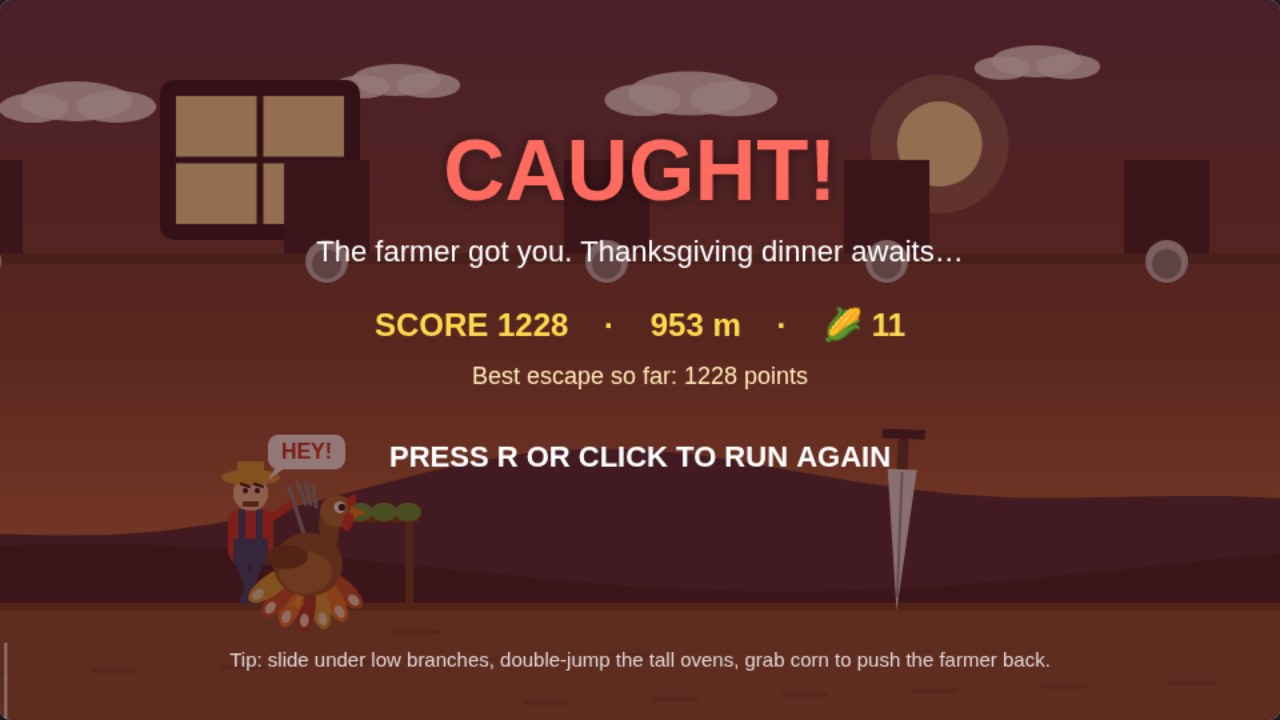 CAUGHT!
The farmer got you. Thanksgiving dinner awaits…
SCORE 1228 · 953 m · 🌽 11
Best escape so far: 1228 points
HEY!
PRESS R OR CLICK TO RUN AGAIN
Tip: slide under low branches, double-jump the tall ovens, grab corn to push the farmer back.